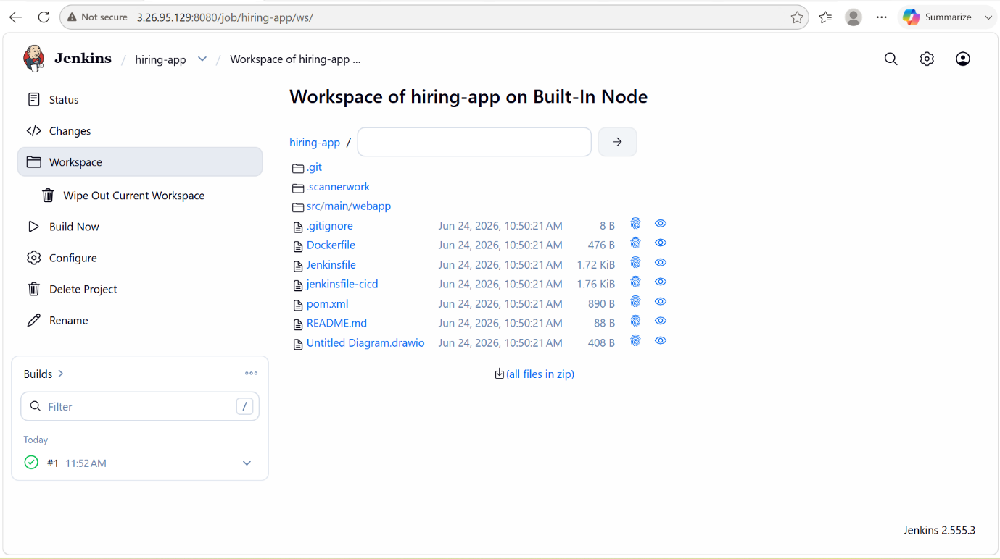 Not secure 3.26.95.129:8080/job/hiring-app/ws/ Summarize
Jenkins / hiring-app / Workspace of hiring-app ...
Status
Changes
Workspace
Wipe Out Current Workspace
Build Now
Configure
Delete Project
Rename
Builds
Filter /
Today
#1 11:52 AM
Workspace of hiring-app on Built-In Node
hiring-app /
.git
.scannerwork
src/main/webapp
.gitignore Jun 24, 2026, 10:50:21 AM 8 B
Dockerfile Jun 24, 2026, 10:50:21 AM 476 B
Jenkinsfile Jun 24, 2026, 10:50:21 AM 1.72 KiB
jenkinsfile-cicd Jun 24, 2026, 10:50:21 AM 1.76 KiB
pom.xml Jun 24, 2026, 10:50:21 AM 890 B
README.md Jun 24, 2026, 10:50:21 AM 88 B
Untitled Diagram.drawio Jun 24, 2026, 10:50:21 AM 408 B
(all files in zip)
Jenkins 2.555.3